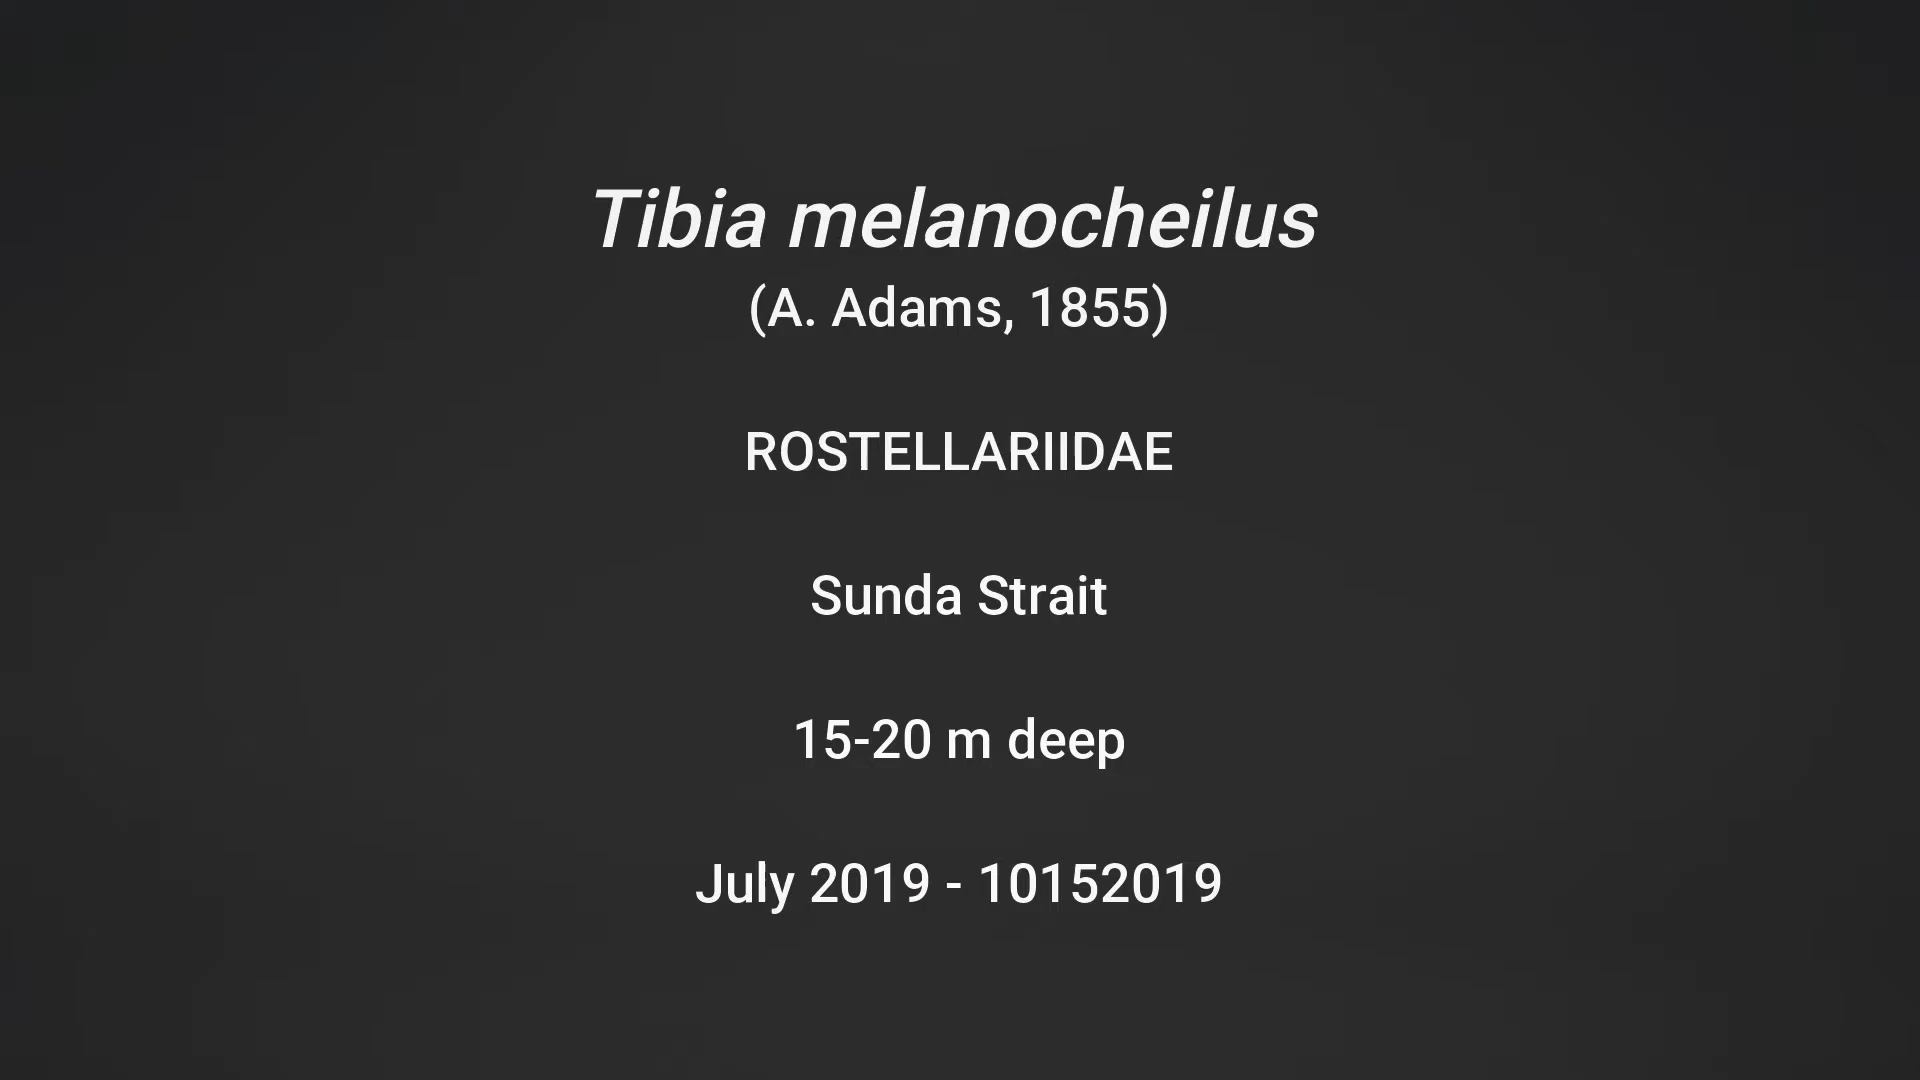 Tibia melanocheilus
(A. Adams, 1855)
ROSTELLARIIDAE
Sunda Strait
15-20 m deep
July 2019 - 10152019